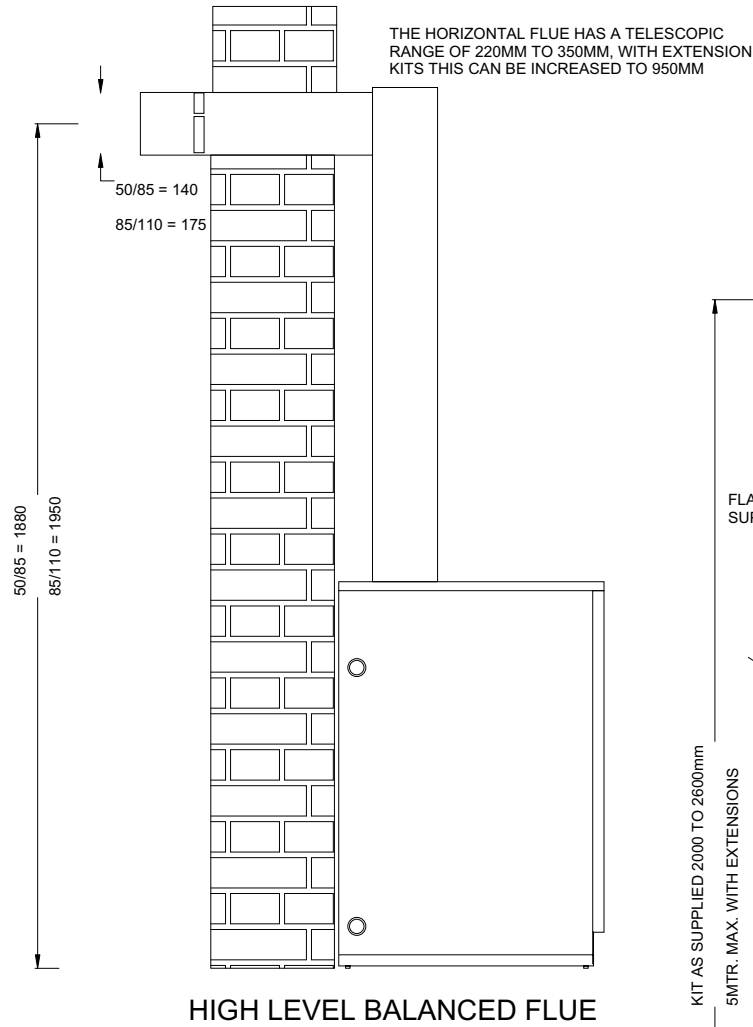 THE HORIZONTAL FLUE HAS A TELESCOPIC
RANGE OF 220MM TO 350MM, WITH EXTENSION
KITS THIS CAN BE INCREASED TO 950MM
50/85 = 140
85/110 = 175
50/85 = 1880
85/110 = 1950
KIT AS SUPPLIED 2000 TO 2600mm
5MTR. MAX. WITH EXTENSIONS
HIGH LEVEL BALANCED FLUE